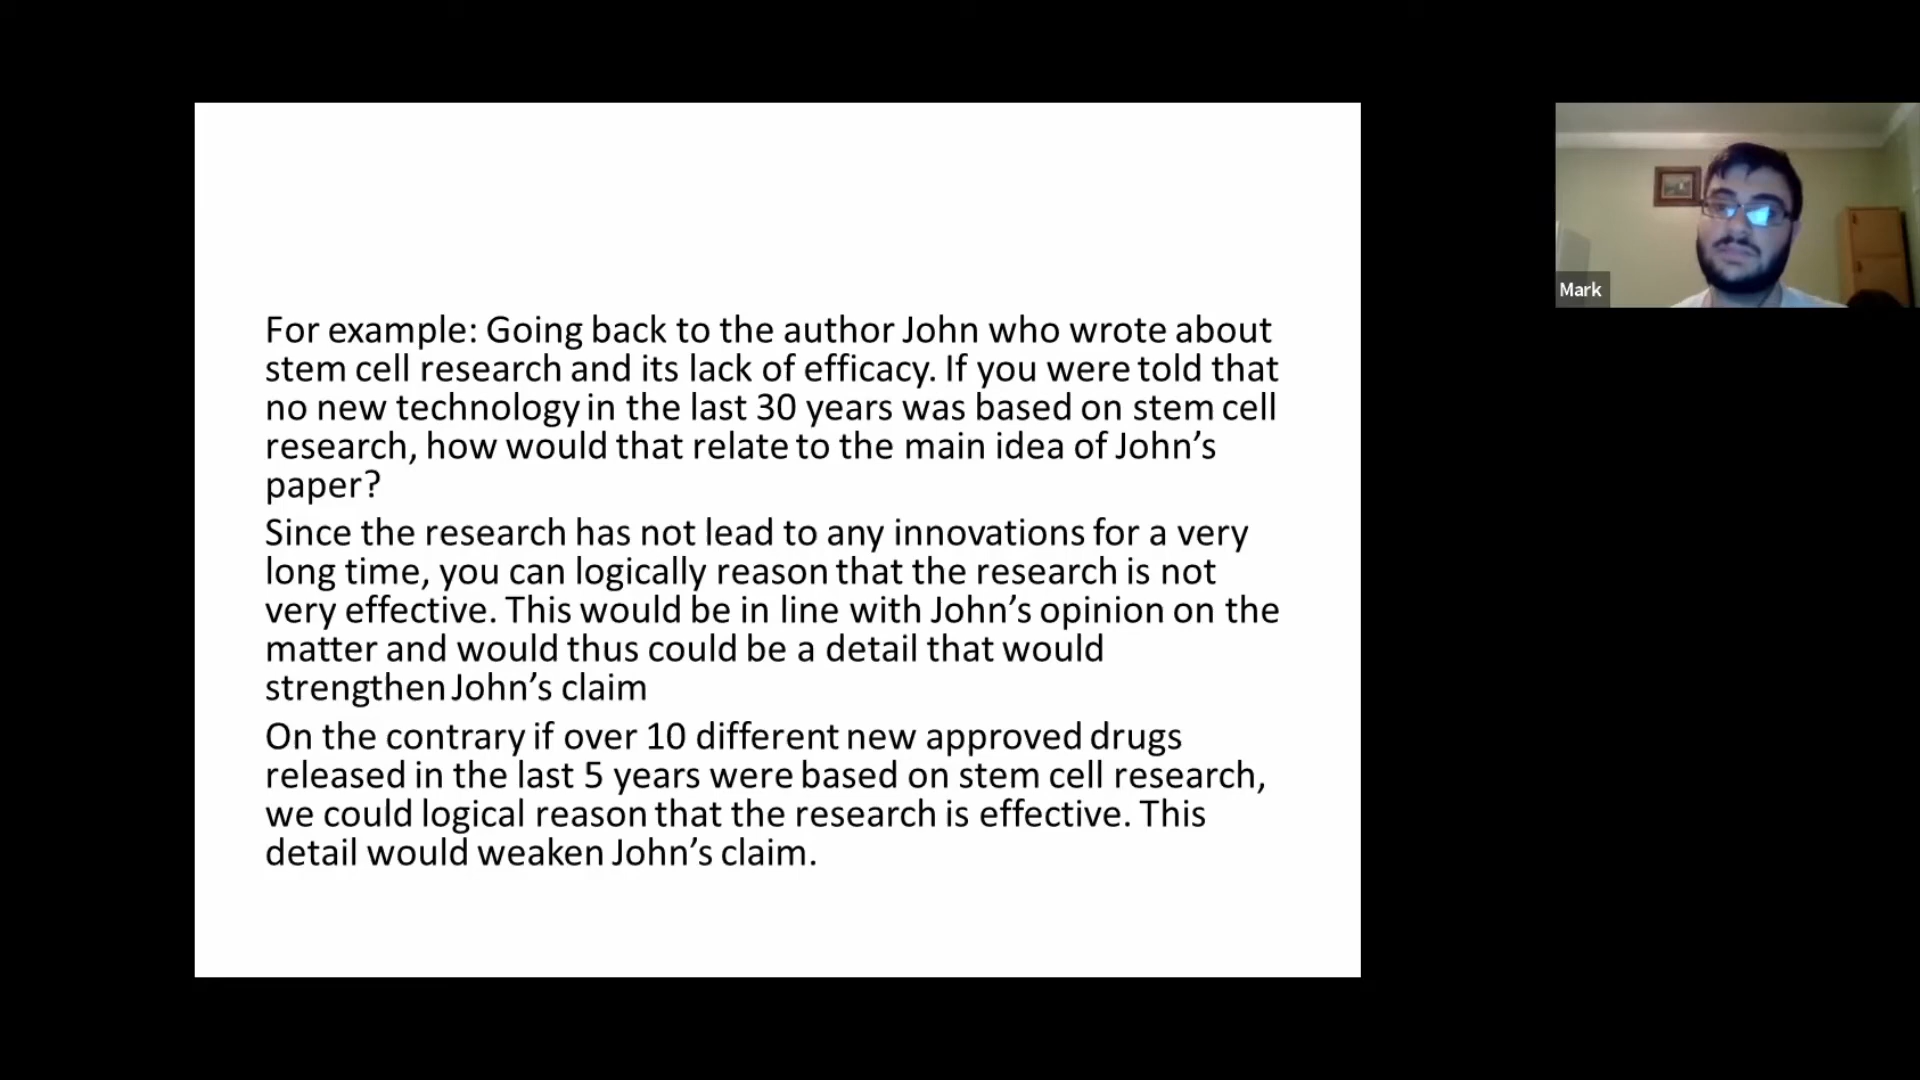 For example: Going back to the author John who wrote about
stem cell research and its lack of efficacy. If you were told that
no new technology in the last 30 years was based on stem cell
research, how would that relate to the main idea of John’s
paper?
Since the research has not lead to any innovations for a very
long time, you can logically reason that the research is not
very effective. This would be in line with John’s opinion on the
matter and would thus could be a detail that would
strengthen John’s claim
On the contrary if over 10 different new approved drugs
released in the last 5 years were based on stem cell research,
we could logical reason that the research is effective. This
detail would weaken John’s claim.
Mark